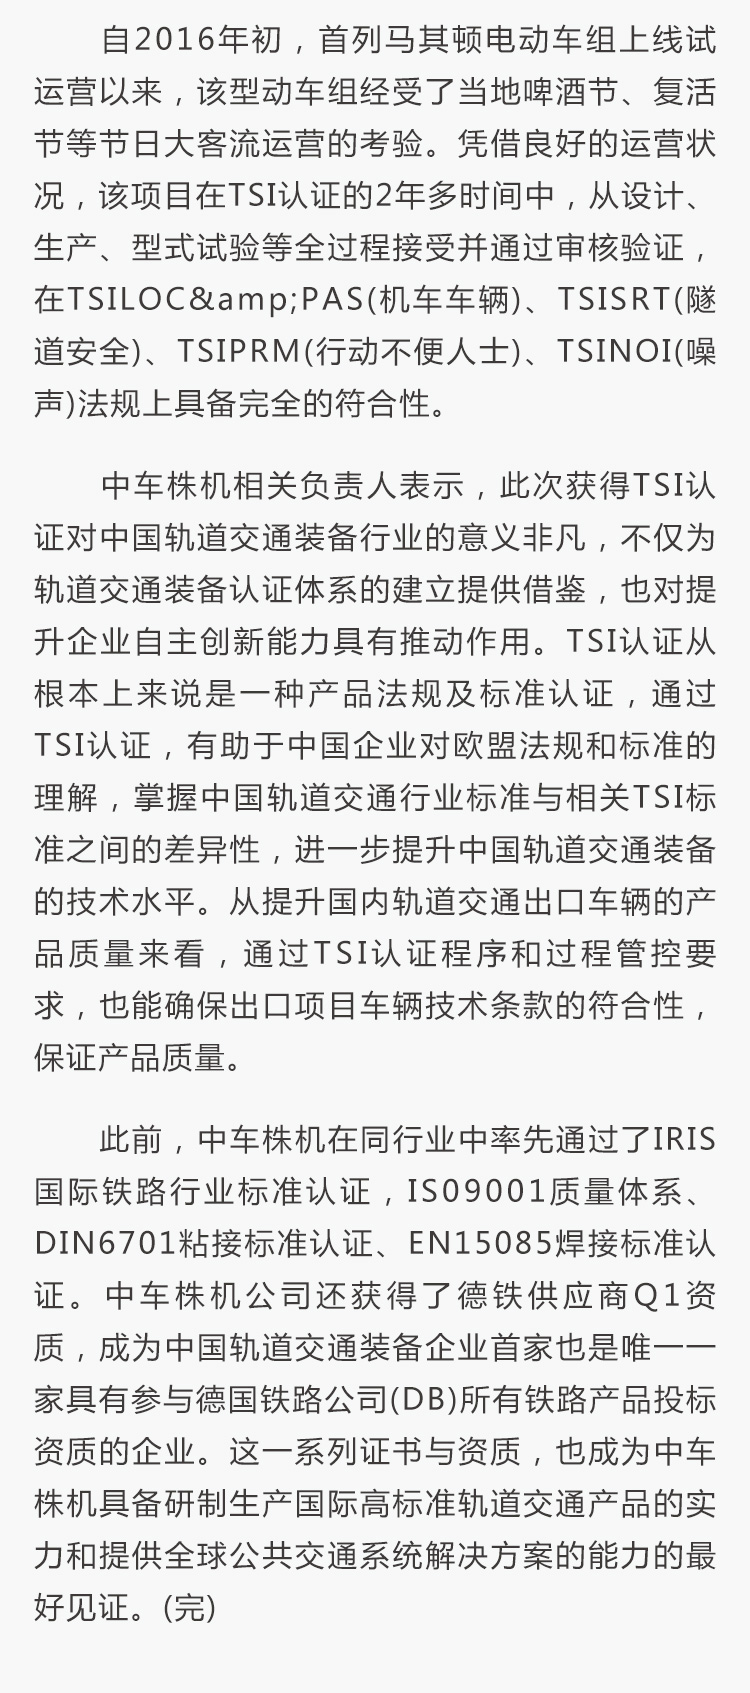 自2016年初，首列马其顿电动车组上线试
运营以来，该型动车组经受了当地啤酒节、复活
节等节日大客流运营的考验。凭借良好的运营状
况，该项目在TSI认证的2年多时间中，从设计、
生产、型式试验等全过程接受并通过审核验证，
在TSILOC&amp;PAS(机车车辆)、TSISRT(隧
道安全)、TSIPRM(行动不便人士)、TSINOI(噪
声)法规上具备完全的符合性。
中车株机相关负责人表示，此次获得TSI认
证对中国轨道交通装备行业的意义非凡，不仅为
轨道交通装备认证体系的建立提供借鉴，也对提
升企业自主创新能力具有推动作用。TSI认证从
根本上来说是一种产品法规及标准认证，通过
TSI认证，有助于中国企业对欧盟法规和标准的
理解，掌握中国轨道交通行业标准与相关TSI标
准之间的差异性，进一步提升中国轨道交通装备
的技术水平。从提升国内轨道交通出口车辆的产
品质量来看，通过TSI认证程序和过程管控要
求，也能确保出口项目车辆技术条款的符合性，
保证产品质量。
此前，中车株机在同行业中率先通过了IRIS
国际铁路行业标准认证，IS09001质量体系、
DIN6701粘接标准认证、EN15085焊接标准认
证。中车株机公司还获得了德铁供应商Q1资
质，成为中国轨道交通装备企业首家也是唯一一
家具有参与德国铁路公司(DB)所有铁路产品投标
资质的企业。这一系列证书与资质，也成为中车
株机具备研制生产国际高标准轨道交通产品的实
力和提供全球公共交通系统解决方案的能力的最
好见证。(完)